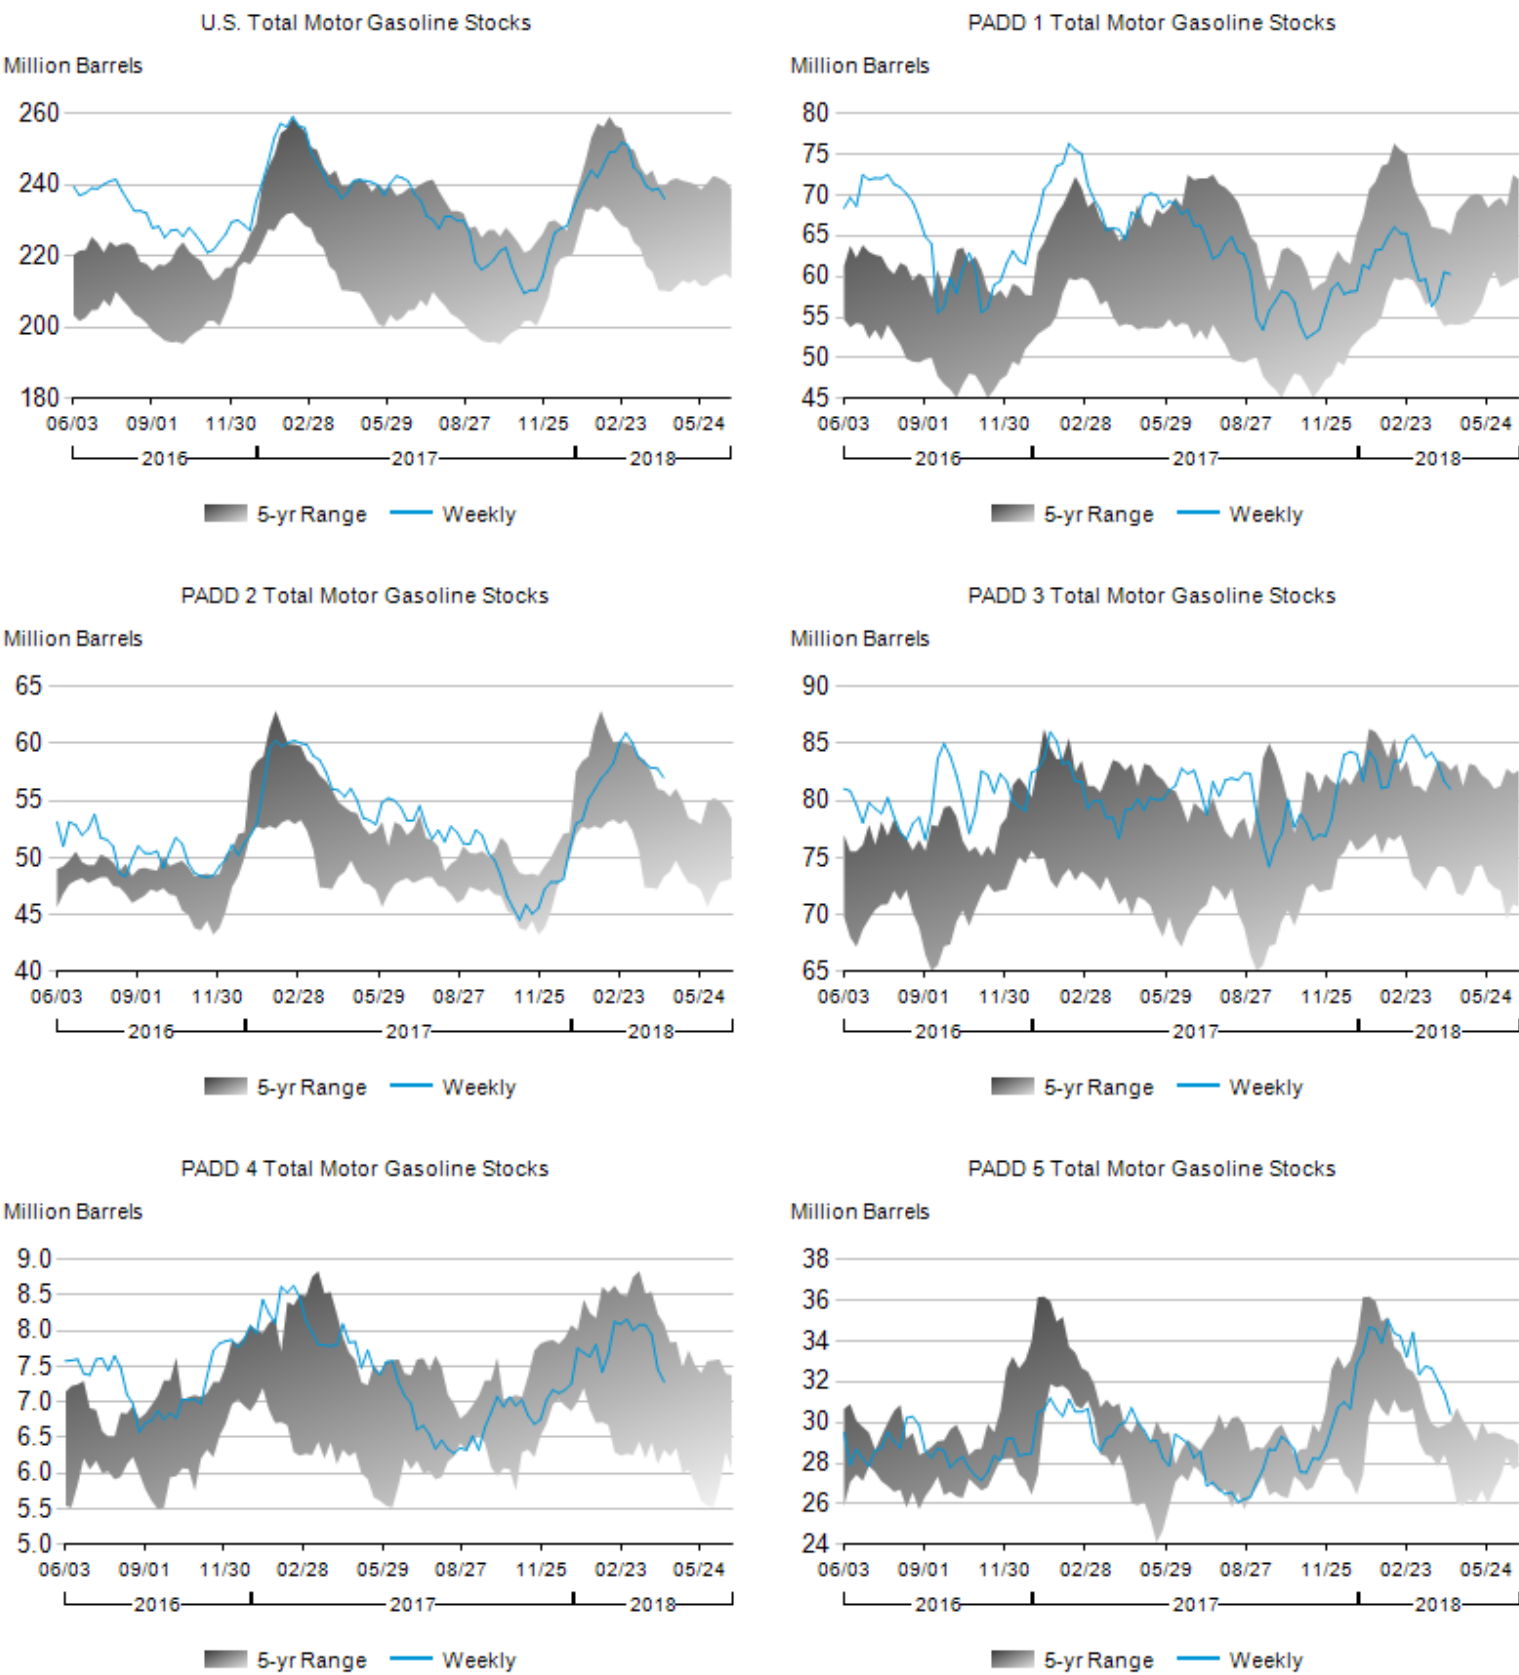 U.S. Total Motor Gasoline Stocks
Million Barrels
260
240
220
200
180
06/03 09/01 11/30 02/28 05/29 08/27 11/25 02/23 05/24
2016 2017 2018
5-yr Range Weekly
PADD 1 Total Motor Gasoline Stocks
Million Barrels
80
75
70
65
60
55
50
45
06/03 09/01 11/30 02/28 05/29 08/27 11/25 02/23 05/24
2016 2017 2018
5-yr Range Weekly
PADD 2 Total Motor Gasoline Stocks
Million Barrels
65
60
55
50
45
40
06/03 09/01 11/30 02/28 05/29 08/27 11/25 02/23 05/24
2016 2017 2018
5-yr Range Weekly
PADD 3 Total Motor Gasoline Stocks
Million Barrels
90
85
80
75
70
65
06/03 09/01 11/30 02/28 05/29 08/27 11/25 02/23 05/24
2016 2017 2018
5-yr Range Weekly
PADD 4 Total Motor Gasoline Stocks
Million Barrels
9.0
8.5
8.0
7.5
7.0
6.5
6.0
5.5
5.0
06/03 09/01 11/30 02/28 05/29 08/27 11/25 02/23 05/24
2016 2017 2018
5-yr Range Weekly
PADD 5 Total Motor Gasoline Stocks
Million Barrels
38
36
34
32
30
28
26
24
06/03 09/01 11/30 02/28 05/29 08/27 11/25 02/23 05/24
2016 2017 2018
5-yr Range Weekly